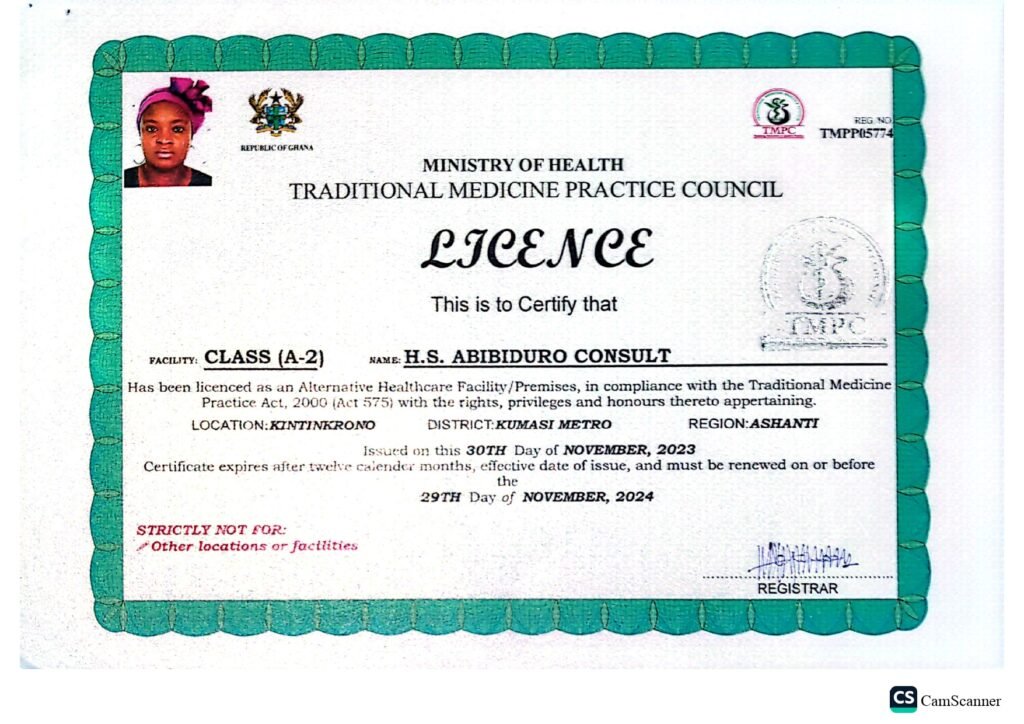 REPUBLIC OF GHANA
TMPC
REG. NO.
TMPP05774
MINISTRY OF HEALTH
TRADITIONAL MEDICINE PRACTICE COUNCIL
LICENCE
This is to Certify that
TMPC
FACILITY: CLASS (A-2) NAME: H.S. ABIBIDURO CONSULT
Has been licenced as an Alternative Healthcare Facility/Premises, in compliance with the Traditional Medicine
Practice Act, 2000 (Act 575) with the rights, privileges and honours thereto appertaining.
LOCATION:KINTINKRONO DISTRICT:KUMASI METRO REGION:ASHANTI
Issued on this 30TH Day of NOVEMBER, 2023
Certificate expires after twelve calender months, effective date of issue, and must be renewed on or before
the
29TH Day of NOVEMBER, 2024
STRICTLY NOT FOR:
Other locations or facilities
REGISTRAR
CS CamScanner